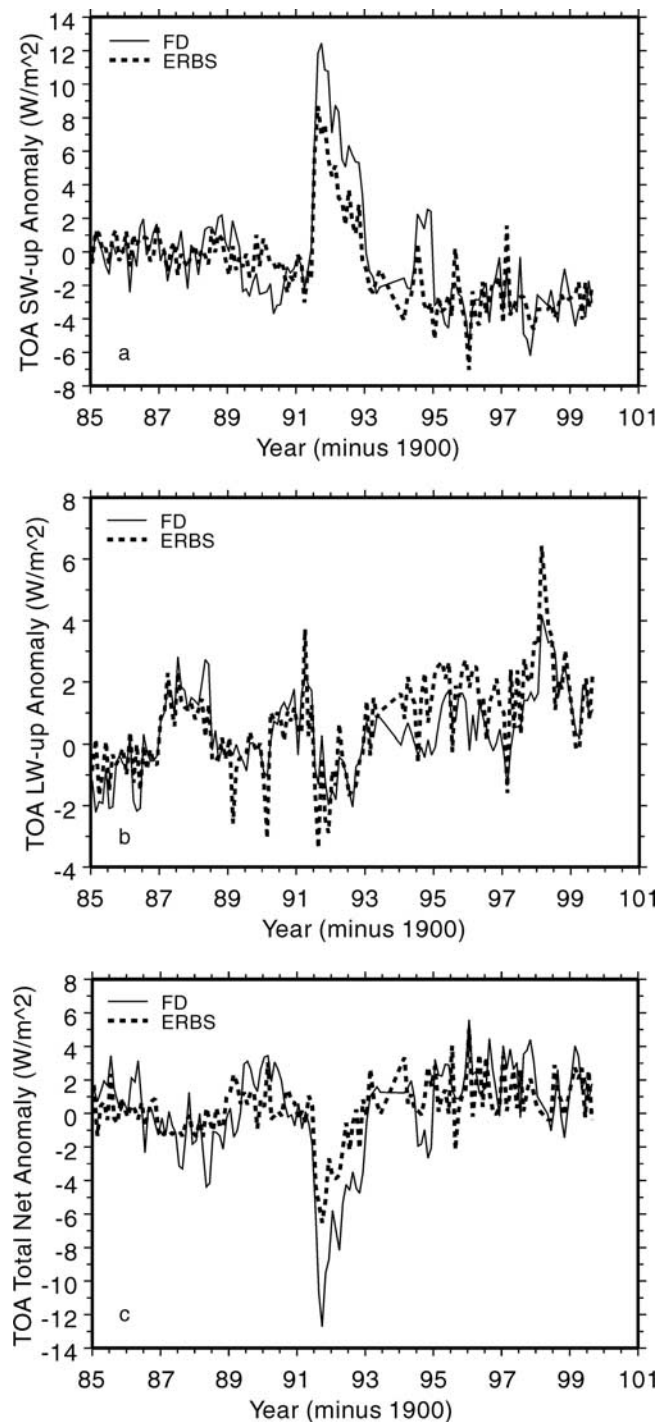 TOA SW-up Anomaly (W/m^2)
14
12
10
8
6
4
2
0
-2
-4
-6
-8
FD
ERBS
a
85 87 89 91 93 95 97 99 101
Year (minus 1900)
TOA LW-up Anomaly (W/m^2)
8
6
4
2
0
-2
-4
FD
ERBS
b
85 87 89 91 93 95 97 99 101
Year (minus 1900)
TOA Total Net Anomaly (W/m^2)
8
6
4
2
0
-2
-4
-6
-8
-10
-12
-14
FD
ERBS
c
85 87 89 91 93 95 97 99 101
Year (minus 1900)